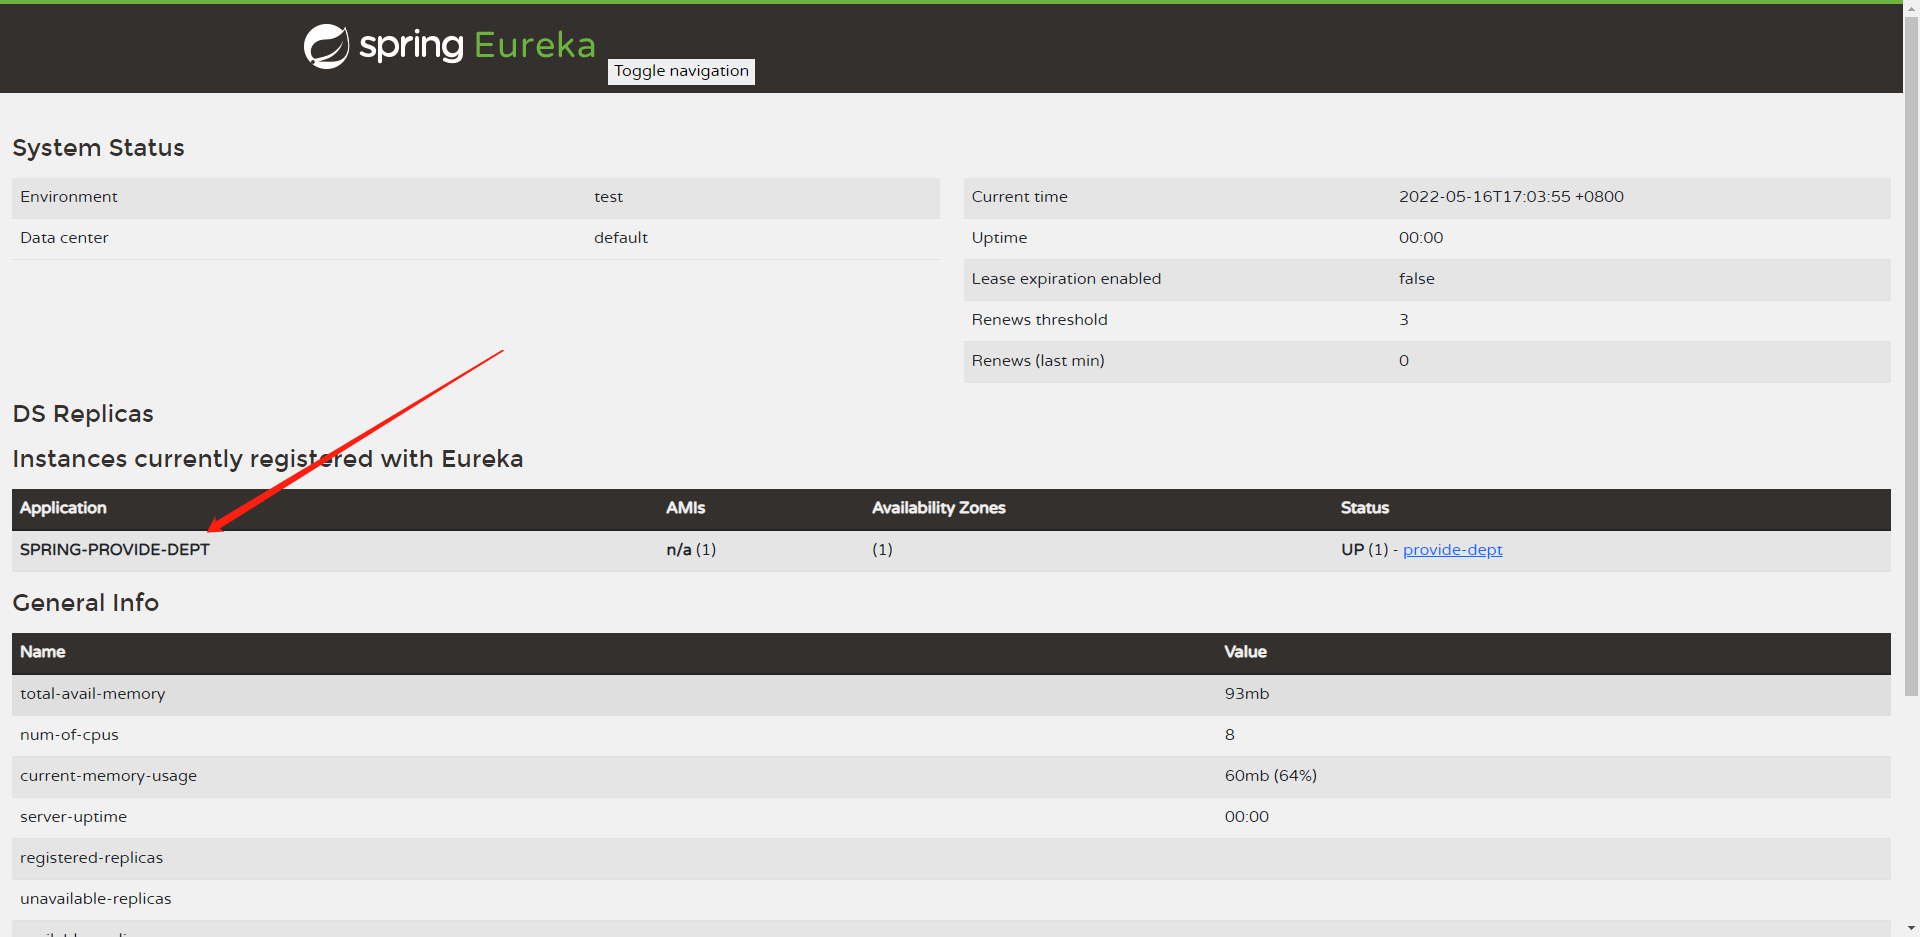 spring Eureka
Toggle navigation
System Status
Environment test
Data center default
Current time 2022-05-16T17:03:55 +0800
Uptime 00:00
Lease expiration enabled false
Renews threshold 3
Renews (last min) 0
DS Replicas
Instances currently registered with Eureka
Application AMIs Availability Zones Status
SPRING-PROVIDE-DEPT n/a (1) (1) UP (1) - provide-dept
General Info
Name Value
total-avail-memory 93mb
num-of-cpus 8
current-memory-usage 60mb (64%)
server-uptime 00:00
registered-replicas
unavailable-replicas